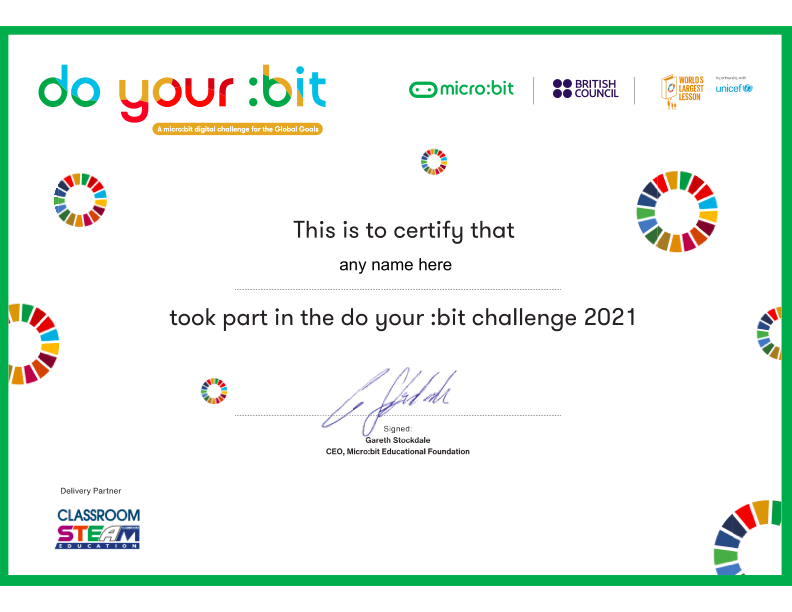 do your :bit
A micro:bit digital challenge for the Global Goals
micro:bit
BRITISH
COUNCIL
WORLD'S
LARGEST
LESSON
In partnership with
unicef
This is to certify that
any name here
took part in the do your :bit challenge 2021
Signed:
Gareth Stockdale
CEO, Micro:bit Educational Foundation
Delivery Partner
CLASSROOM
STEAM
EDUCATION